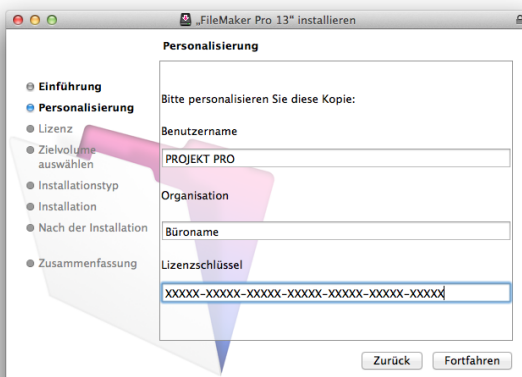 „FileMaker Pro 13“ installieren
Personalisierung
Einführung
Personalisierung
Lizenz
Zielvolume
auswählen
Installationstyp
Installation
Nach der Installation
Zusammenfassung
Bitte personalisieren Sie diese Kopie:
Benutzername
PROJEKT PRO
Organisation
Büroname
Lizenzschlüssel
XXXXX-XXXXX-XXXXX-XXXXX-XXXXX-XXXXX-XXXXX
Zurück
Fortfahren